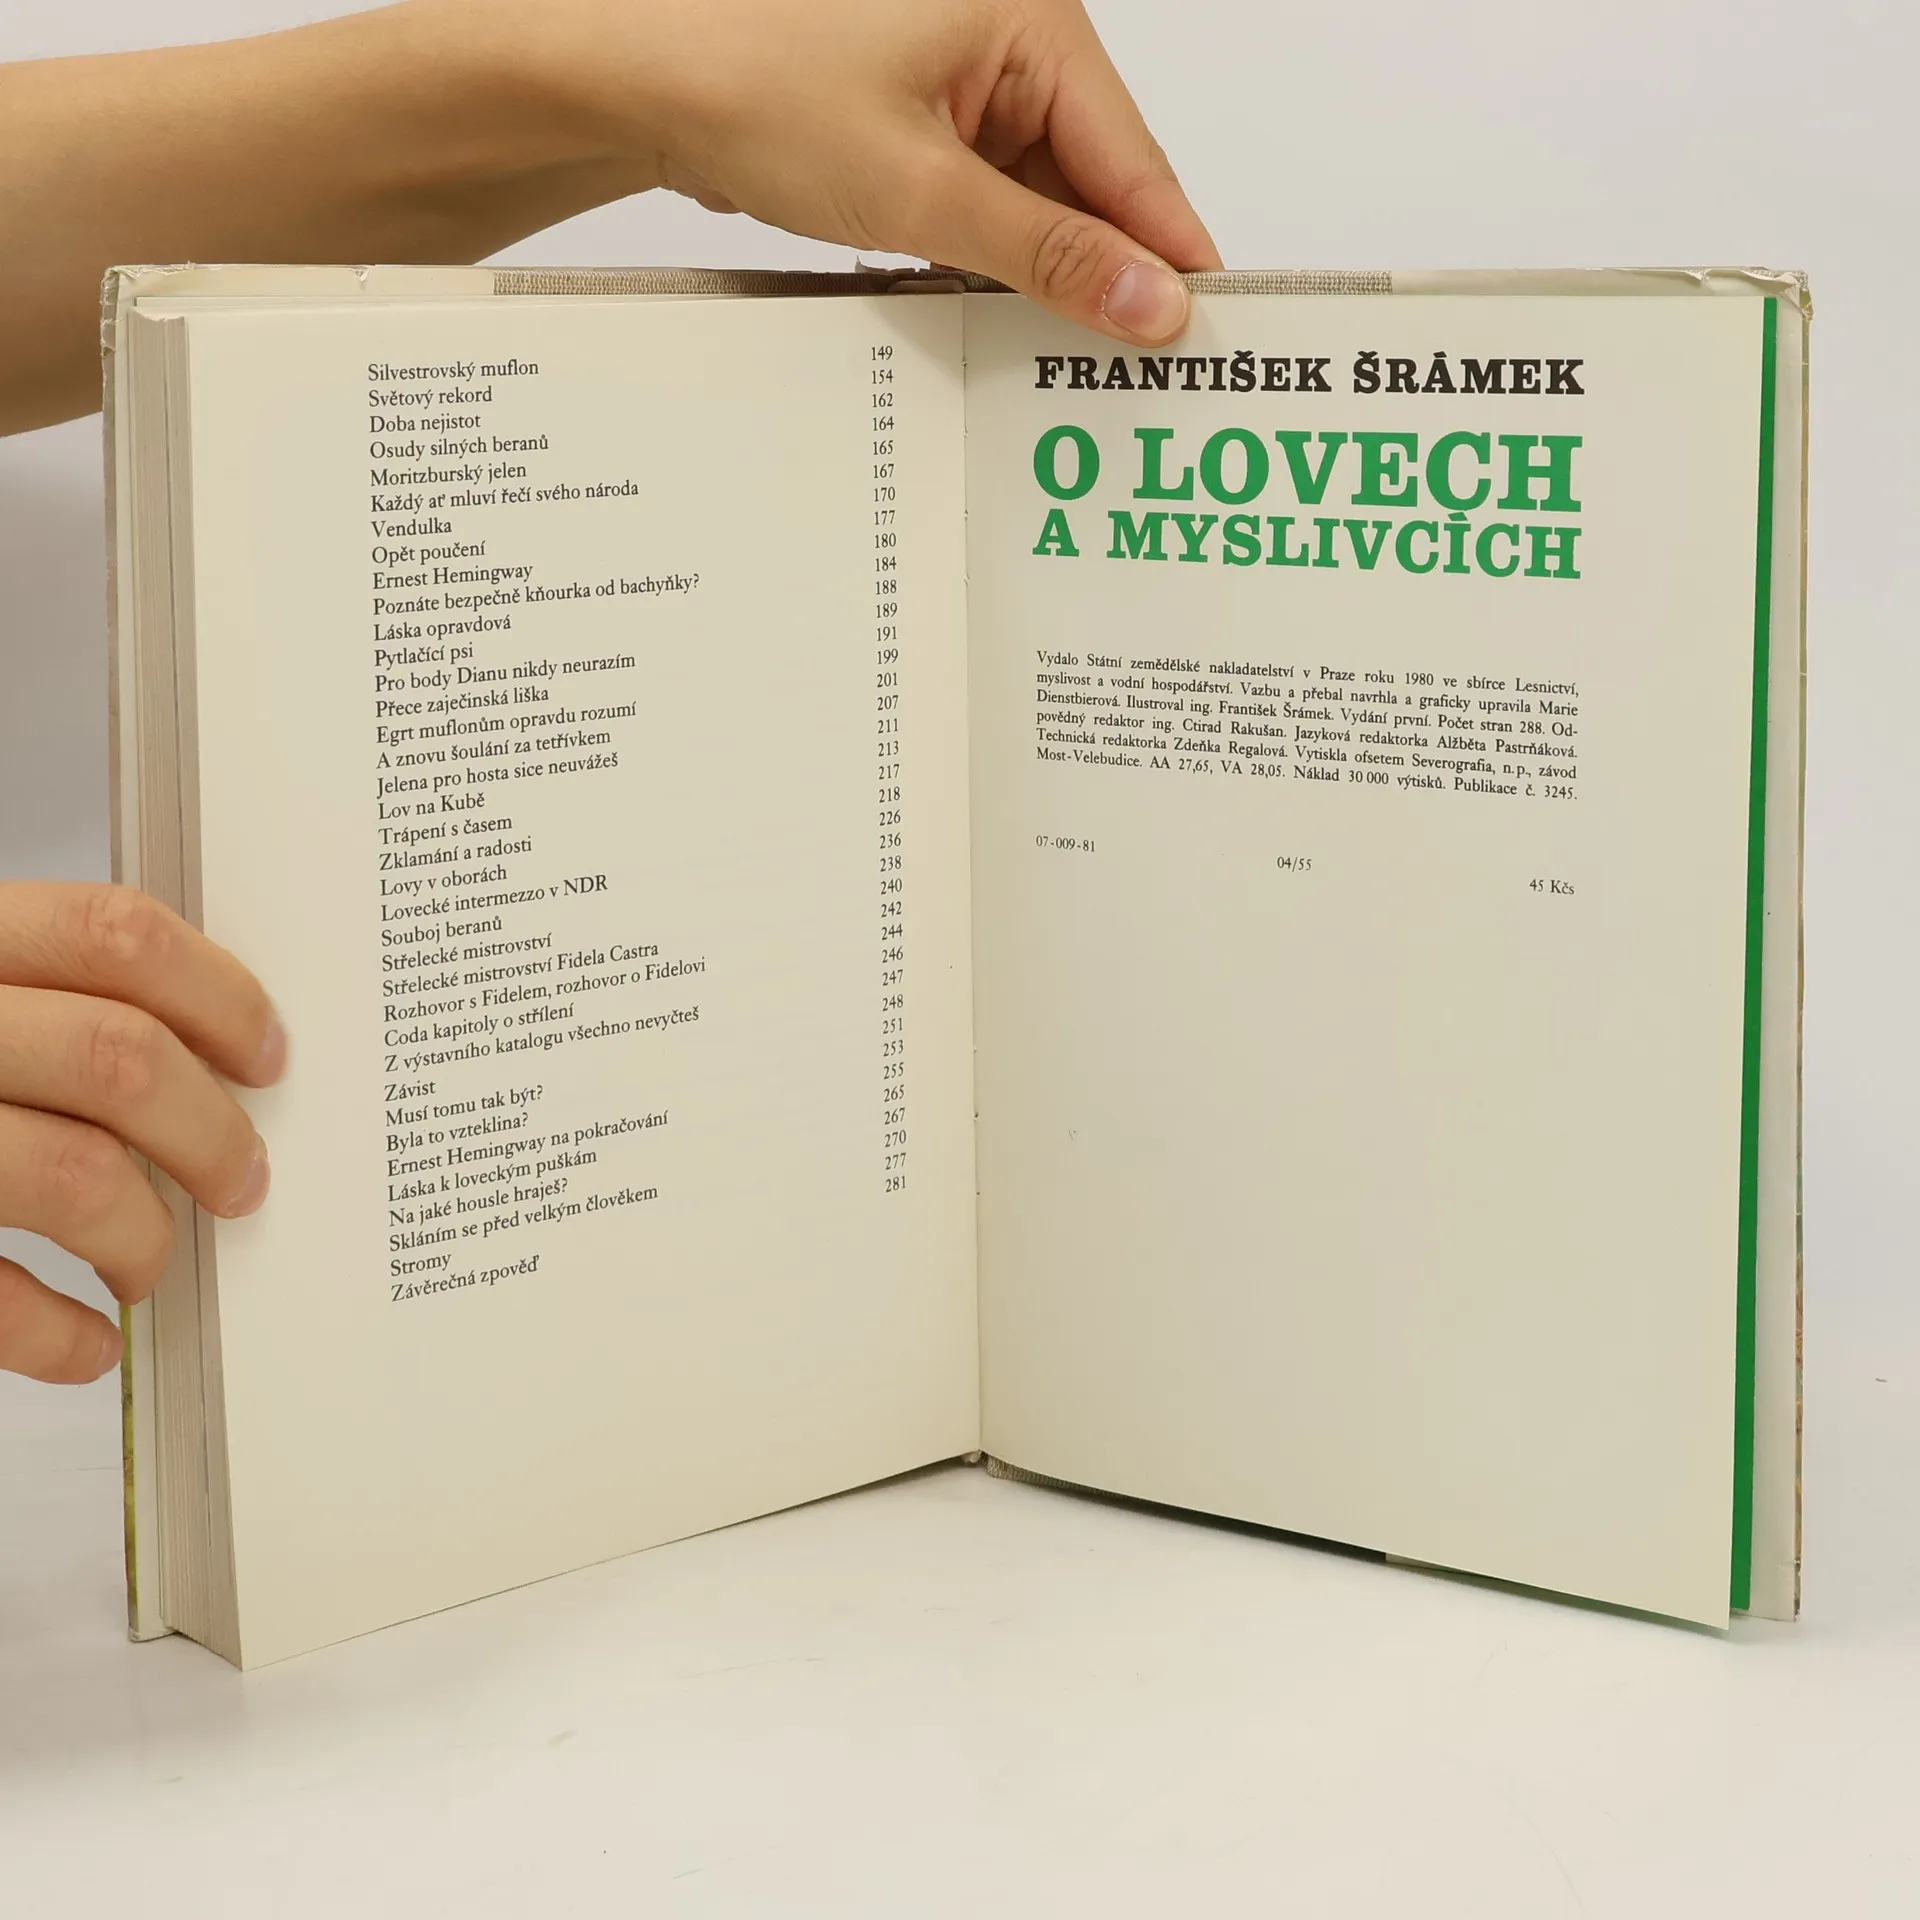 Silvestrovský muflon 149
Světový rekord 154
Doba nejistot 162
Osudy silných beranů 164
Moritzburský jelen 165
Každý ať mluví řečí svého národa 167
Vendulka 170
Opět poučení 177
Ernest Hemingway 180
Poznáte bezpečně kňourka od bachyňky? 184
Láska opravdová 188
Pytlačící psi 189
Pro body Dianu nikdy neurazím 191
Přece zaječinská liška 199
Egrt muflonům opravdu rozumí 201
A znovu šoulání za tetřívkem 207
Jelena pro hosta sice neuvážeš 211
Lov na Kubě 213
Trápení s časem 217
Zklamání a radosti 218
Lovy v oborách 226
Lovecké intermezzo v NDR 236
Souboj beranů 238
Střelecké mistrovství 240
Střelecké mistrovství Fidela Castra 242
Rozhovor s Fidelem, rozhovor o Fidelovi 244
Coda kapitoly o střílení 246
Z výstavního katalogu všechno nevyčteš 247
Závist 248
Musí tomu tak být? 251
Byla to vzteklina? 253
Ernest Hemingway na pokračování 255
Láska k loveckým puškám 265
Na jaké housle hraješ? 267
Skláním se před velkým člověkem 270
Stromy 277
Závěrečná zpověď 281
FRANTIŠEK ŠRÁMEK
O LOVECH
A MYSLIVCÍCH
Vydalo Státní zemědělské nakladatelství v Praze roku 1980 ve sbírce Lesnictví,
myslivost a vodní hospodářství. Vazbu a přebal navrhla a graficky upravila Marie
Dienstbierová. Ilustroval ing. František Šrámek. Vydání první. Počet stran 288. Od-
povědný redaktor ing. Ctirad Rakušan. Jazyková redaktorka Alžběta Pastrňáková.
Technická redaktorka Zdeňka Regalová. Vytiskla ofsetem Severografia, n.p., závod
Most-Velebudice. AA 27,65, VA 28,05. Náklad 30 000 výtisků. Publikace č. 3245.
07-009-81
04/55
45 Kčs